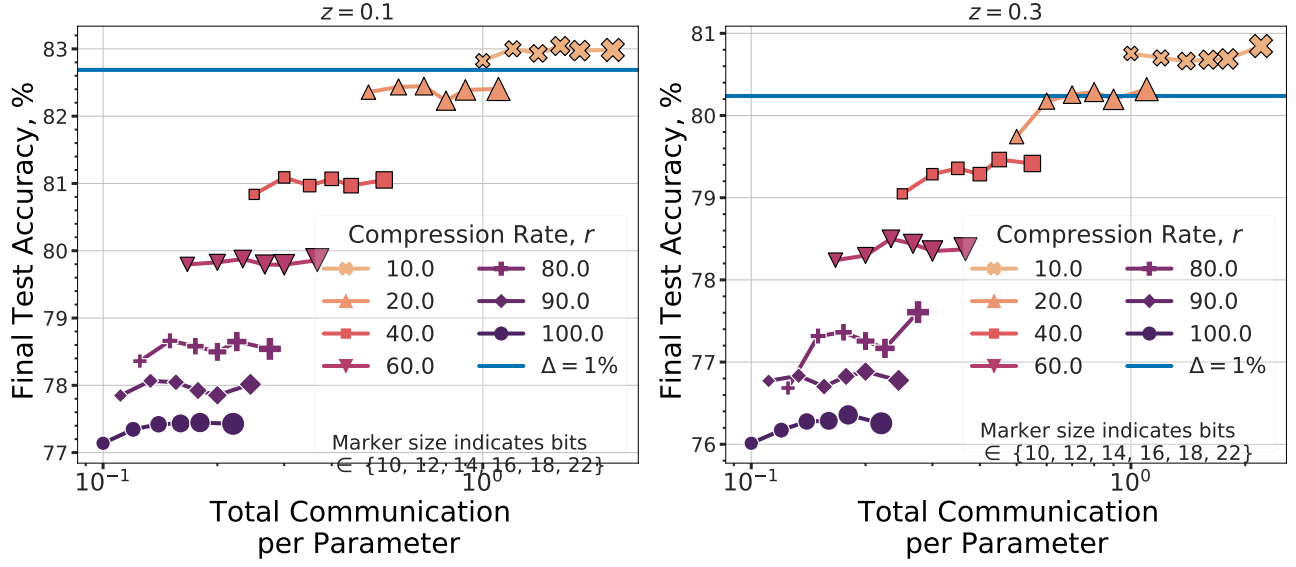 z = 0.1
Final Test Accuracy, %
83
82
81
80
79
78
77
Compression Rate, r
10.0
20.0
40.0
60.0
80.0
90.0
100.0
Δ = 1%
Marker size indicates bits
∈ {10, 12, 14, 16, 18, 22}
10⁻¹
10⁰
Total Communication
per Parameter
z = 0.3
Final Test Accuracy, %
81
80
79
78
77
76
Compression Rate, r
10.0
20.0
40.0
60.0
80.0
90.0
100.0
Δ = 1%
Marker size indicates bits
∈ {10, 12, 14, 16, 18, 22}
10⁻¹
10⁰
Total Communication
per Parameter